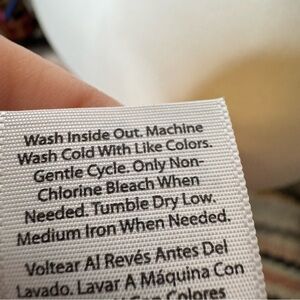 Wash Inside Out. Machine
Wash Cold With Like Colors.
Gentle Cycle. Only Non-
Chlorine Bleach When
Needed. Tumble Dry Low.
Medium Iron When Needed.
Voltear Al Revés Antes Del
Lavado. Lavar A Máquina Con
Colores